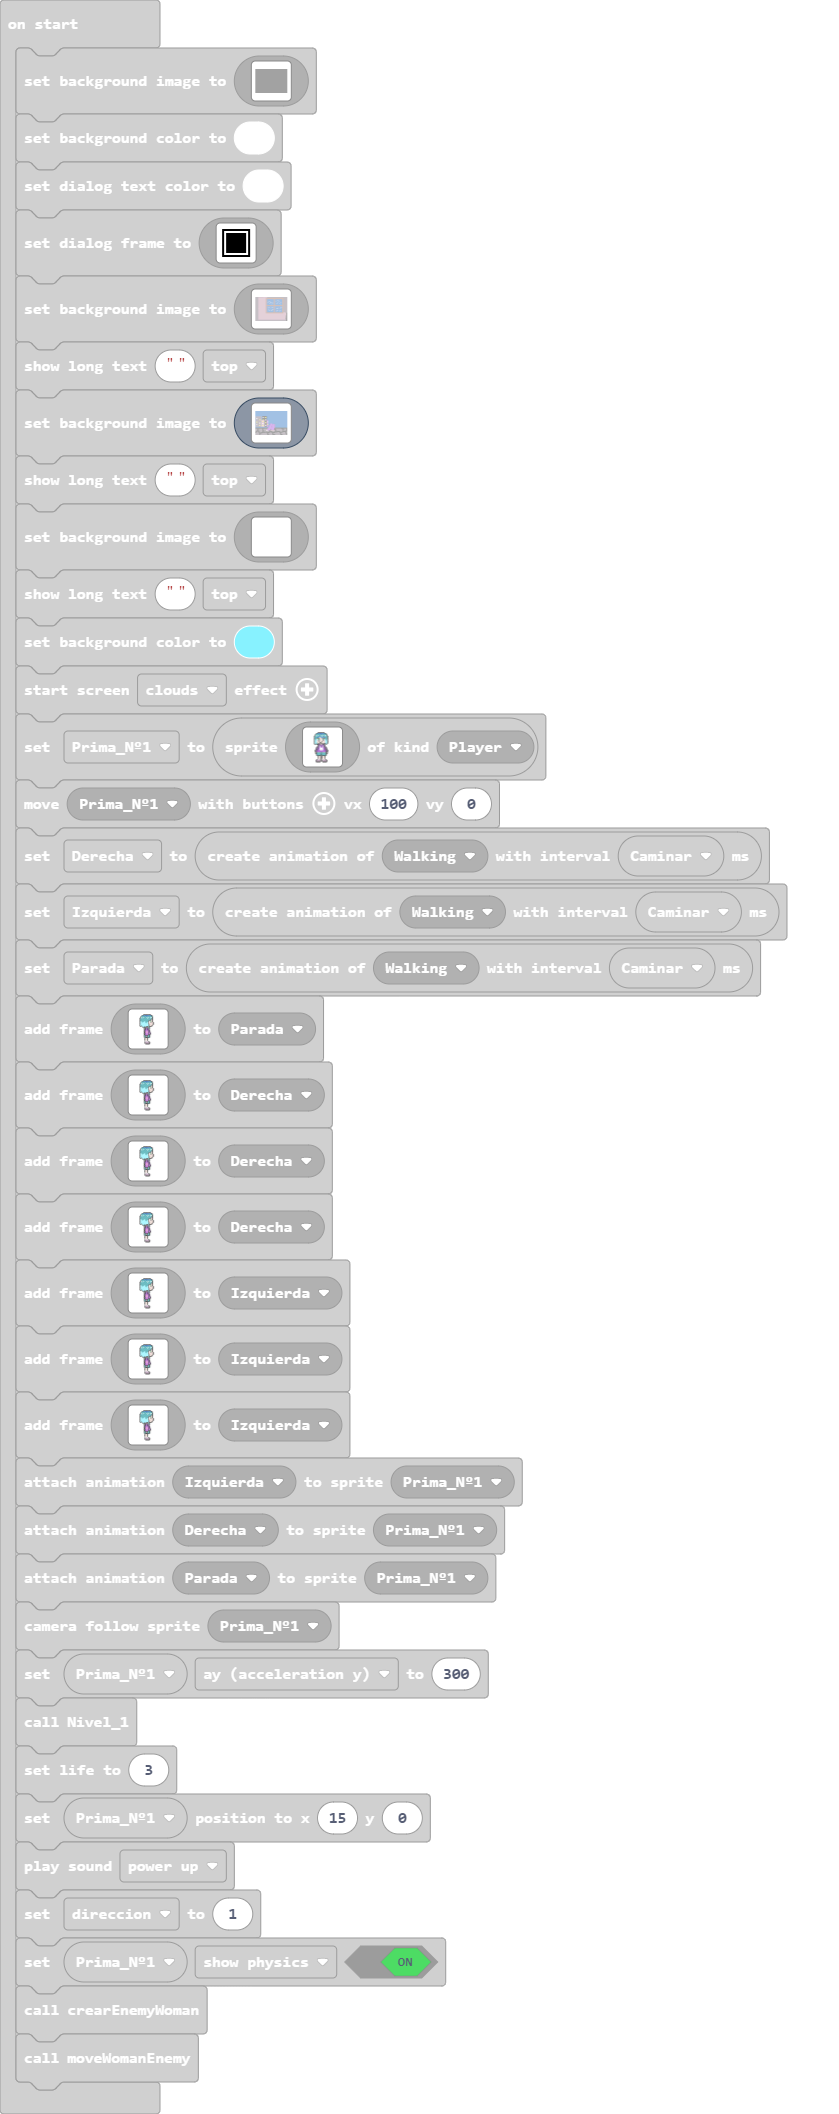 on start
set background image to
set background color to
set dialog text color to
set dialog frame to
set background image to
show long text " " top
set background image to
show long text " " top
set background image to
show long text " " top
set background color to
start screen clouds effect
set Prima_Nº1 to sprite of kind Player
move Prima_Nº1 with buttons vx 100 vy 0
set Derecha to create animation of Walking with interval Caminar ms
set Izquierda to create animation of Walking with interval Caminar ms
set Parada to create animation of Walking with interval Caminar ms
add frame to Parada
add frame to Derecha
add frame to Derecha
add frame to Derecha
add frame to Izquierda
add frame to Izquierda
add frame to Izquierda
attach animation Izquierda to sprite Prima_Nº1
attach animation Derecha to sprite Prima_Nº1
attach animation Parada to sprite Prima_Nº1
camera follow sprite Prima_Nº1
set Prima_Nº1 ay (acceleration y) to 300
call Nivel_1
set life to 3
set Prima_Nº1 position to x 15 y 0
play sound power up
set direccion to 1
set Prima_Nº1 show physics ON
call crearEnemyWoman
call moveWomanEnemy